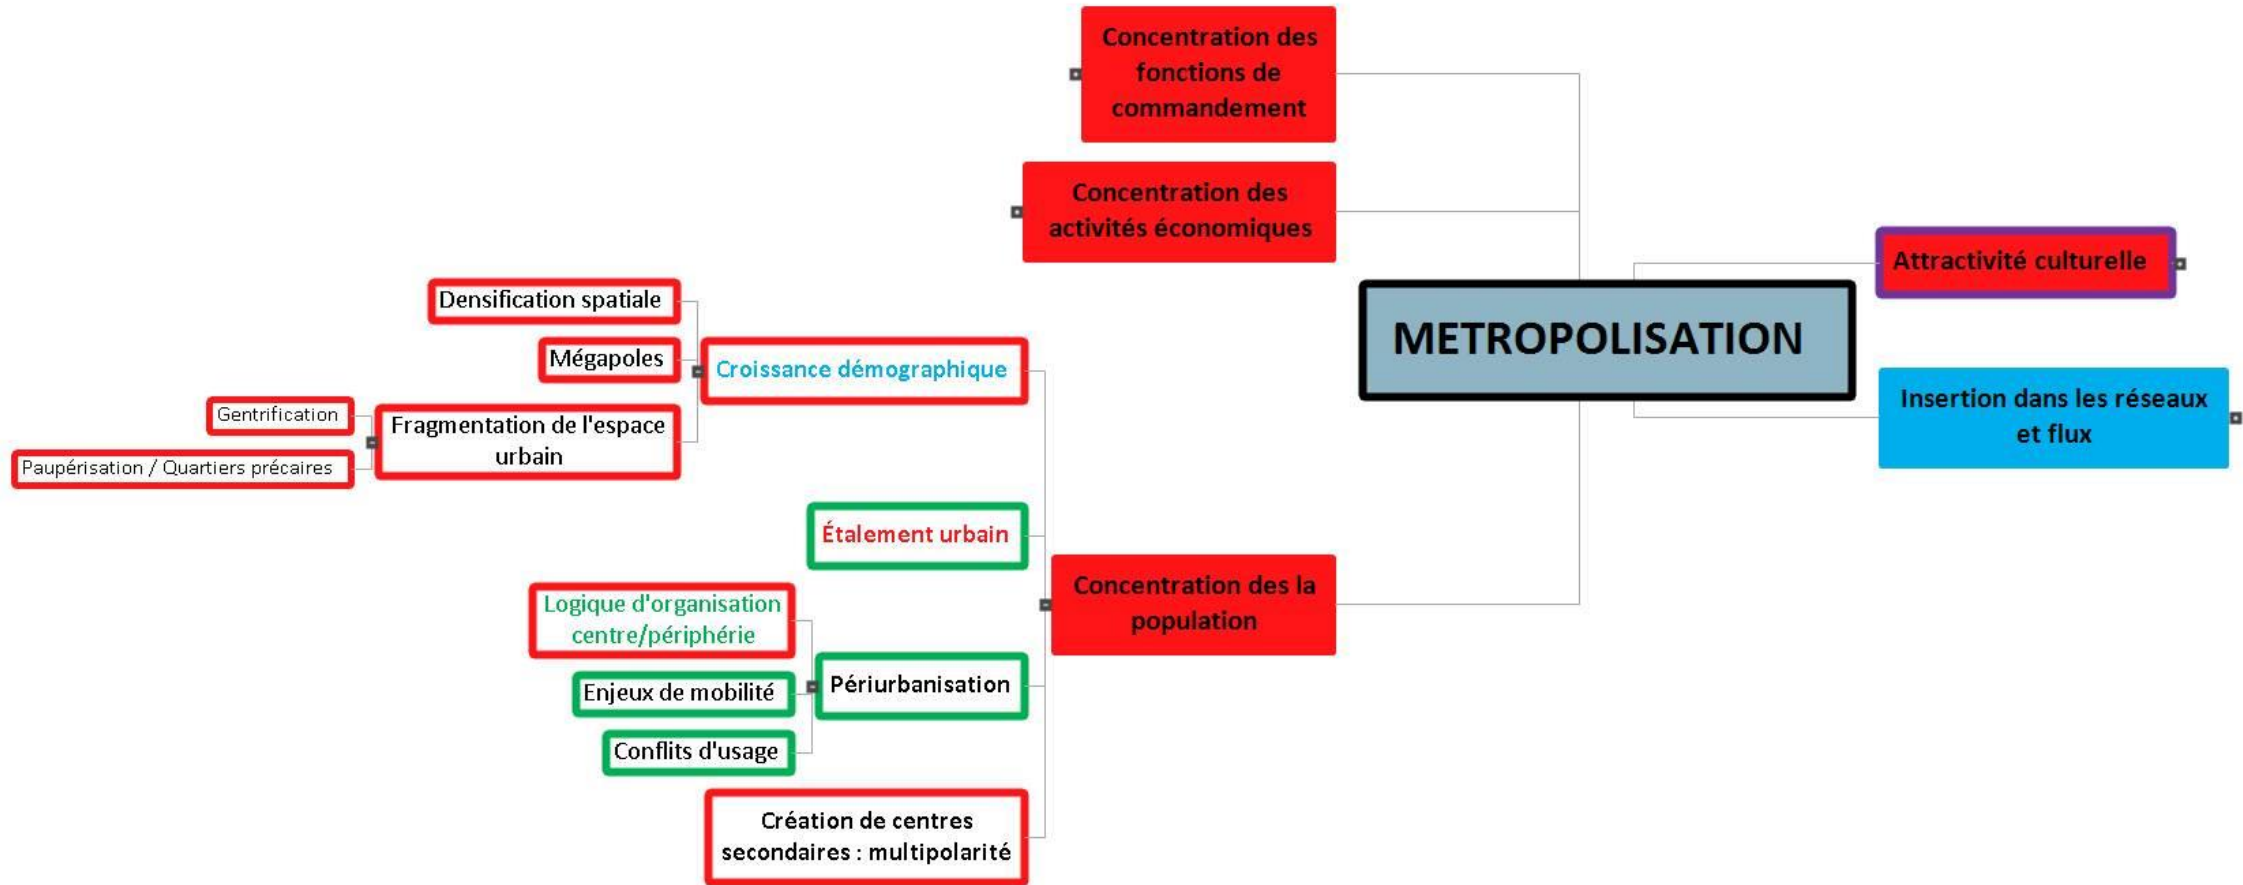 Concentration des
fonctions de
commandement
Concentration des
activités économiques
Attractivité culturelle
METROPOLISATION
Insertion dans les réseaux
et flux
Densification spatiale
Mégapoles
Croissance démographique
Gentrification
Fragmentation de l'espace
urbain
Paupérisation / Quartiers précaires
Étalement urbain
Concentration des la
population
Logique d'organisation
centre/périphérie
Enjeux de mobilité
Périurbanisation
Conflits d'usage
Création de centres
secondaires : multipolarité